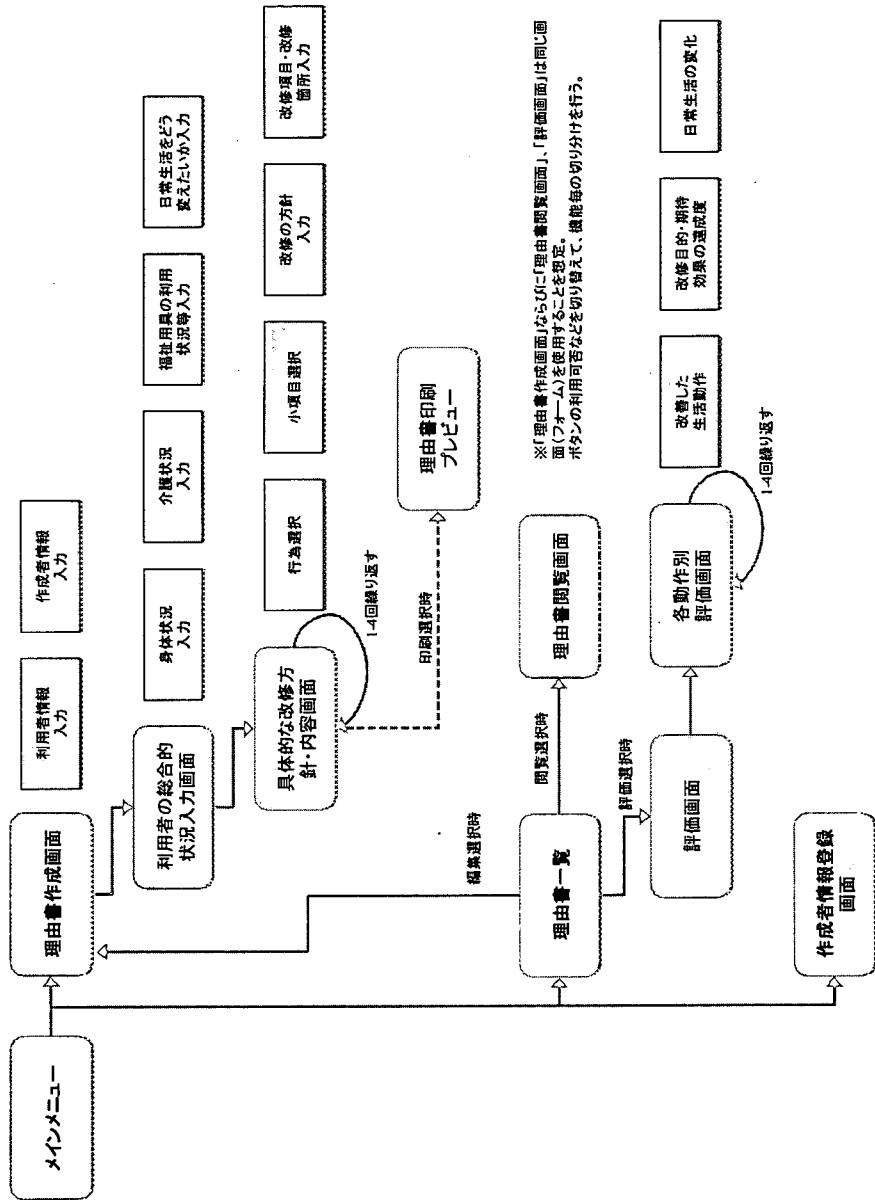 メインメニュー
理由書作成画面
利用者情報
入力
作成者情報
入力
利用者の総合的
状況入力画面
身体状況
入力
介護状況
入力
福祉用具の利用
状況等入力
日常生活をどう
変えたいか入力
具体的な改修方
針・内容画面
1-4回繰り返す
行為選択
小項目選択
改修の方針
入力
改修項目・改修
箇所入力
印刷選択時
理由書印刷
プレビュー
編集選択時
理由書一覧
閲覧選択時
理由書閲覧画面
※「理由書作成画面」ならびに「理由書閲覧画面」、「評価画面」は同じ画
面(フォーム)を使用することを想定。
ボタンの利用可否などを切り替えて、機能毎の切り分けを行う。
評価選択時
評価画面
各動作別
評価画面
1-4回繰り返す
改善した
生活動作
改修目的・期待
効果の達成度
日常生活の変化
作成者情報登録
画面